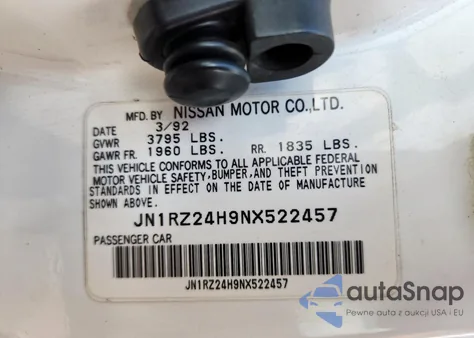 MFD. BY NISSAN MOTOR CO.,LTD.
DATE 3/92
GVWR 3795 LBS.
GAWR FR. 1960 LBS. RR. 1835 LBS.
THIS VEHICLE CONFORMS TO ALL APPLICABLE FEDERAL
MOTOR VEHICLE SAFETY, BUMPER, AND THEFT PREVENTION
STANDARDS IN EFFECT ON THE DATE OF MANUFACTURE
SHOWN ABOVE.
JN1RZ24H9NX522457
PASSENGER CAR
JN1RZ24H9NX522457
autoSnap
Pewne auta z aukcji USA i EU